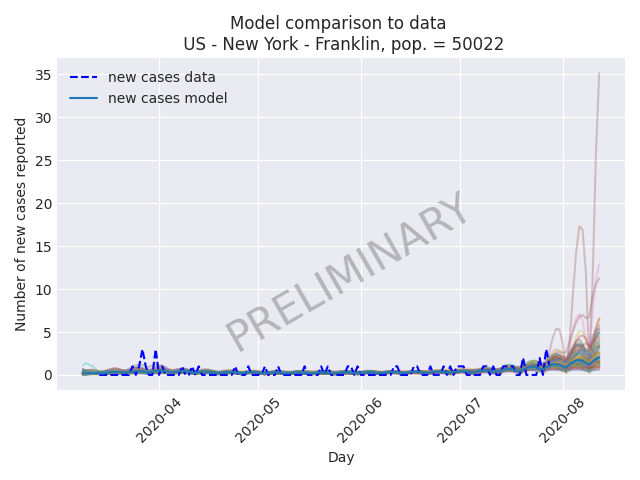 Model comparison to data
US - New York - Franklin, pop. = 50022
new cases data
new cases model
35
30
25
20
15
10
5
0
Number of new cases reported
PRELIMINARY
2020-04
2020-05
2020-06
2020-07
2020-08
Day